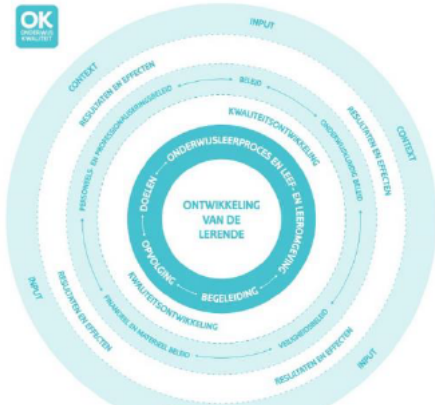 OK
ONDERWIJS
KWALITEIT
INPUT
CONTEXT
CONTEXT
INPUT
INPUT
RESULTATEN EN EFFECTEN
RESULTATEN EN EFFECTEN
RESULTATEN EN EFFECTEN
RESULTATEN EN EFFECTEN
BELEID
ONDERWIJSKUNDIG BELEID
VEILIGHEIDSBELEID
FINANCIEEL EN MATERIEEL BELEID
PERSONEELS- EN PROFESSIONALISERINGSBELEID
KWALITEITSONTWIKKELING
KWALITEITSONTWIKKELING
DOELEN
ONDERWIJSLEERPROCES EN LEEF- EN LEEROMGEVING
BEGELEIDING
OPVOLGING
ONTWIKKELING
VAN DE
LERENDE